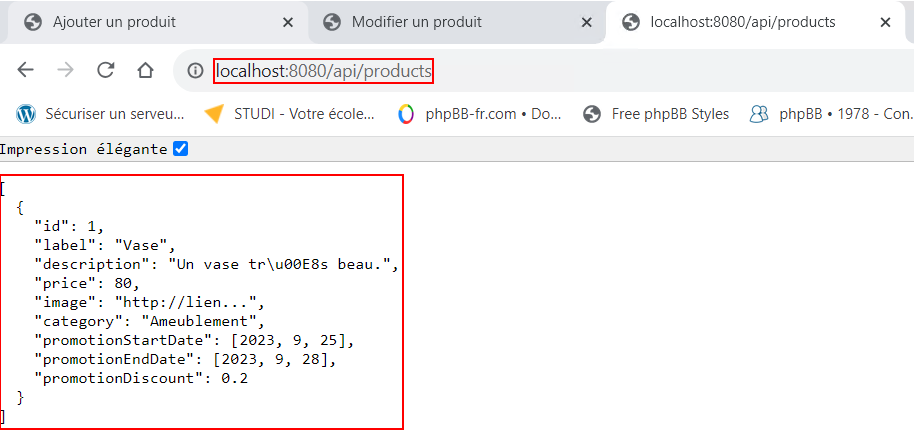 Ajouter un produit
Modifier un produit
localhost:8080/api/products
localhost:8080/api/products
Sécuriser un serveu...
STUDI - Votre école...
phpBB-fr.com • Do...
Free phpBB Styles
phpBB • 1978 - Con.
Impression élégante
[
{
"id": 1,
"label": "Vase",
"description": "Un vase tr\u00E8s beau.",
"price": 80,
"image": "http://lien...",
"category": "Ameublement",
"promotionStartDate": [2023, 9, 25],
"promotionEndDate": [2023, 9, 28],
"promotionDiscount": 0.2
}
]